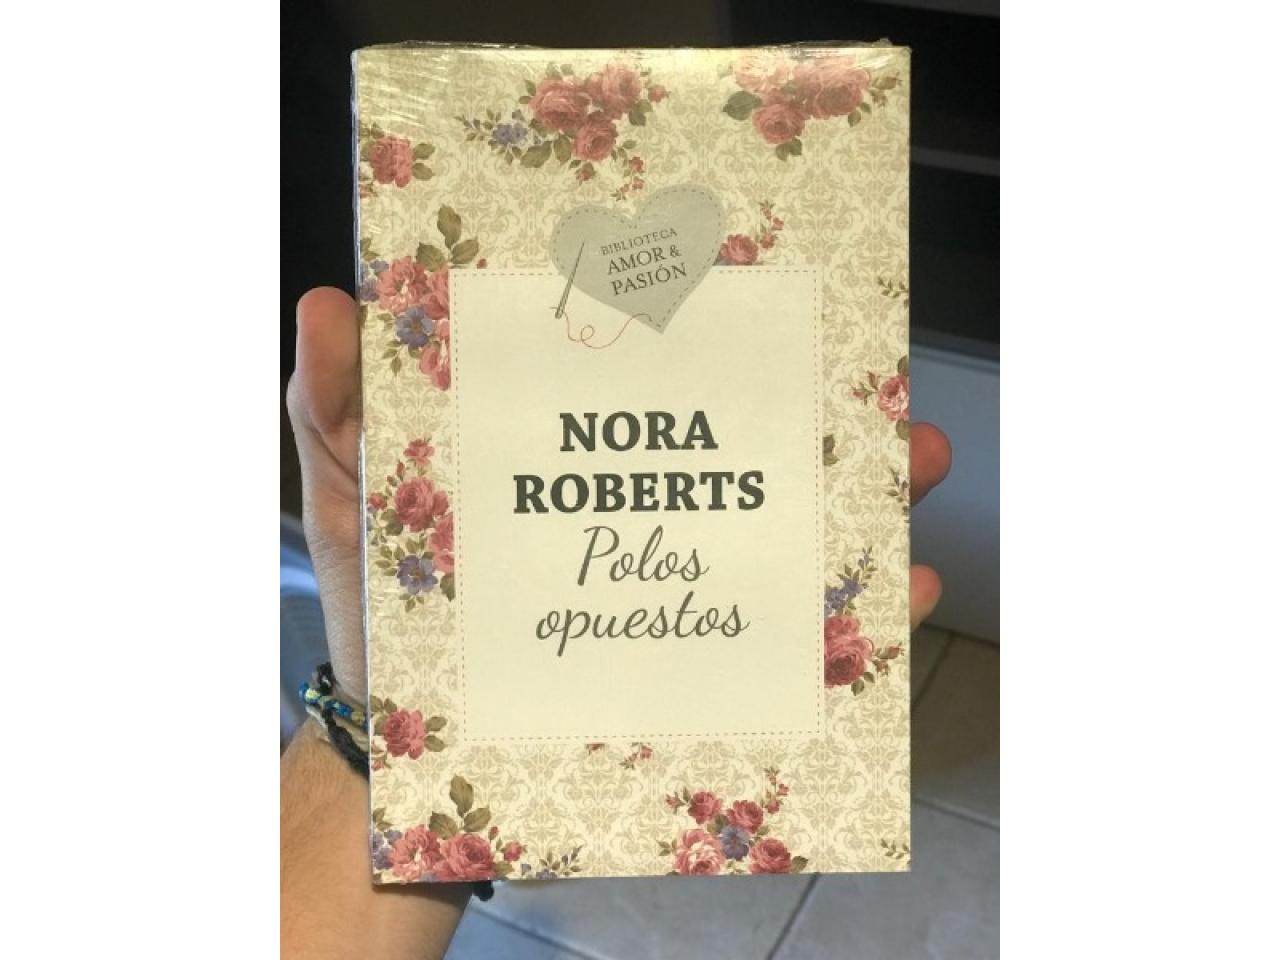 BIBLIOTECA
AMOR &
PASIÓN
NORA
ROBERTS
Polos
opuestos